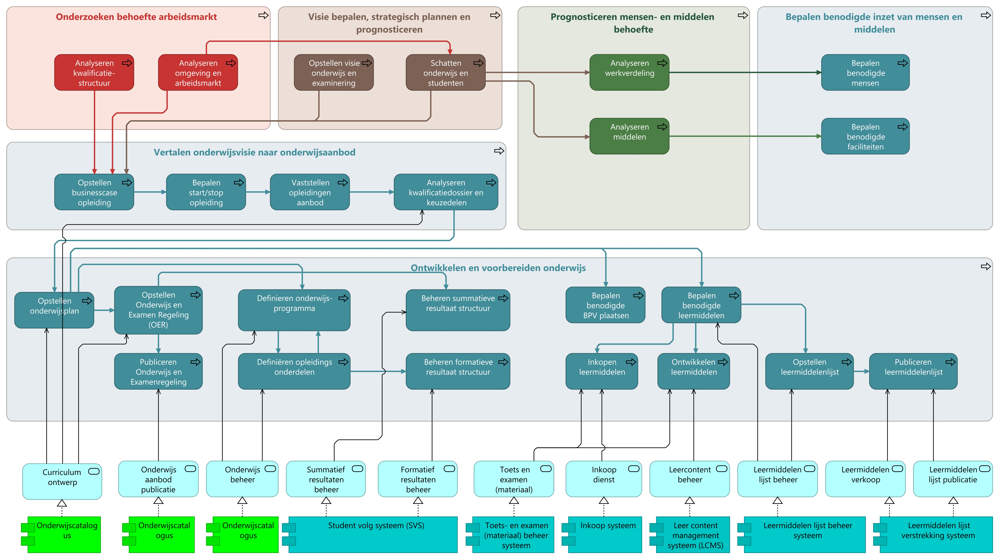 Onderzoeken behoefte arbeidsmarkt
Visie bepalen, strategisch plannen en
prognosticeren
Prognosticeren mensen- en middelen
behoefte
Bepalen benodigde inzet van mensen en
middelen
Analyseren
kwalificatie-
structuur
Analyseren
omgeving en
arbeidsmarkt
Opstellen visie
onderwijs en
examinering
Schatten
onderwijs en
studenten
Analyseren
werkverdeling
Bepalen
benodigde
mensen
Analyseren
middelen
Bepalen
benodigde
faciliteiten
Vertalen onderwijsvisie naar onderwijsaanbod
Opstellen
businesscase
opleiding
Bepalen
start/stop
opleiding
Vaststellen
opleidingen
aanbod
Analyseren
kwalificatiedossier en
keuzedelen
Ontwikkelen en voorbereiden onderwijs
Opstellen
onderwijsplan
Opstellen
Onderwijs en
Examen Regeling
(OER)
Definieren onderwijs-
programma
Beheren summatieve
resultaat structuur
Bepalen
benodigde
BPV plaatsen
Bepalen
benodigde
leermiddelen
Publiceren
Onderwijs en
Examenregeling
Definiëren opleidings
onderdelen
Beheren formatieve
resultaat structuur
Inkopen
leermiddelen
Ontwikkelen
leermiddelen
Opstellen
leermiddelenlijst
Publiceren
leermiddelenlijst
Curriculum
ontwerp
Onderwijs
aanbod
publicatie
Onderwijs
beheer
Summatief
resultaten
beheer
Formatief
resultaten
beheer
Toets en
examen
(materiaal)
Inkoop
dienst
Leercontent
beheer
Leermiddelen
lijst beheer
Leermiddelen
verkoop
Leermiddelen
lijst publicatie
Onderwijscatalog
us
Onderwijscatal
ogus
Onderwijscatal
ogus
Student volg systeem (SVS)
Toets- en examen
(materiaal) beheer
systeem
Inkoop systeem
Leer content
management
systeem (LCMS)
Leermiddelen lijst beheer
systeem
Leermiddelen lijst
verstrekking systeem